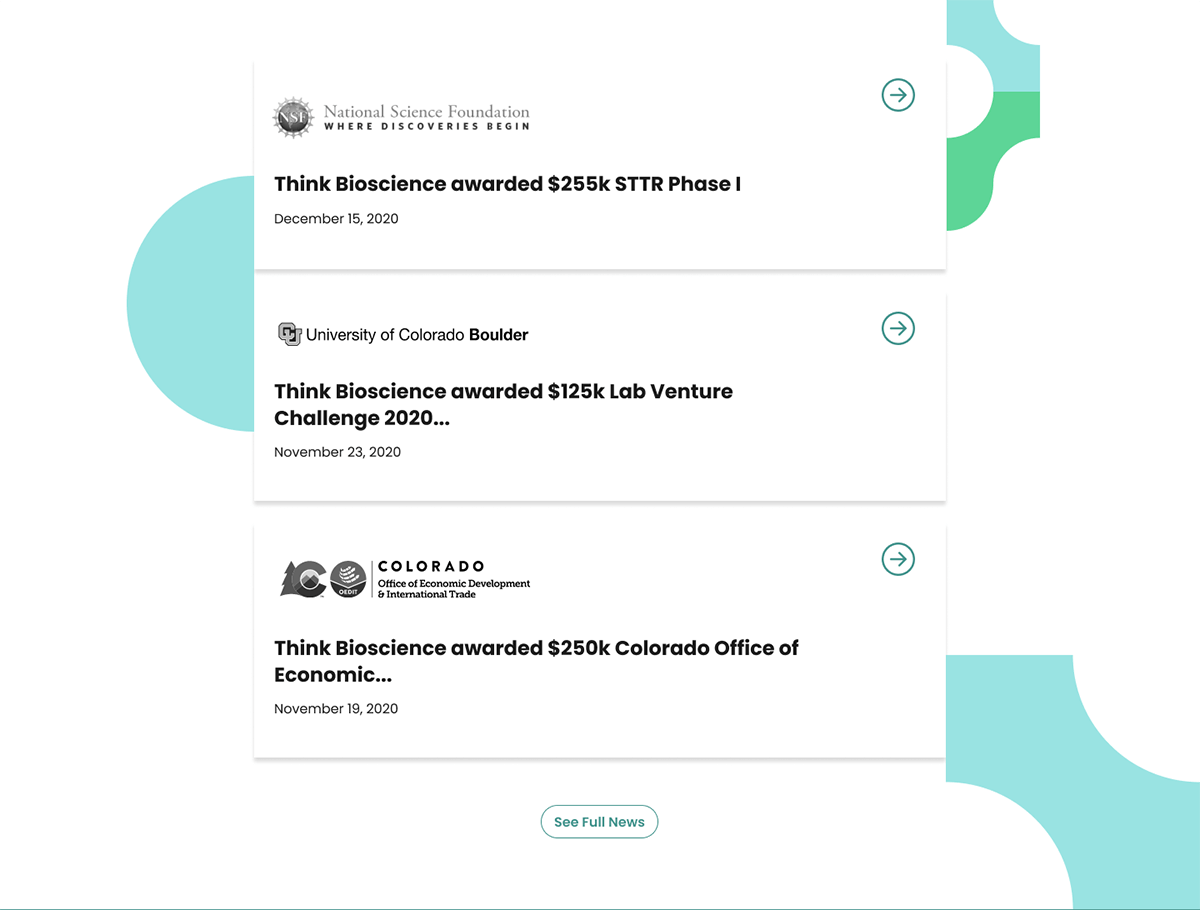 NSF
National Science Foundation
WHERE DISCOVERIES BEGIN
Think Bioscience awarded $255k STTR Phase I
December 15, 2020
CU University of Colorado Boulder
Think Bioscience awarded $125k Lab Venture
Challenge 2020...
November 23, 2020
CO
OEDIT
COLORADO
Office of Economic Development
& International Trade
Think Bioscience awarded $250k Colorado Office of
Economic...
November 19, 2020
See Full News